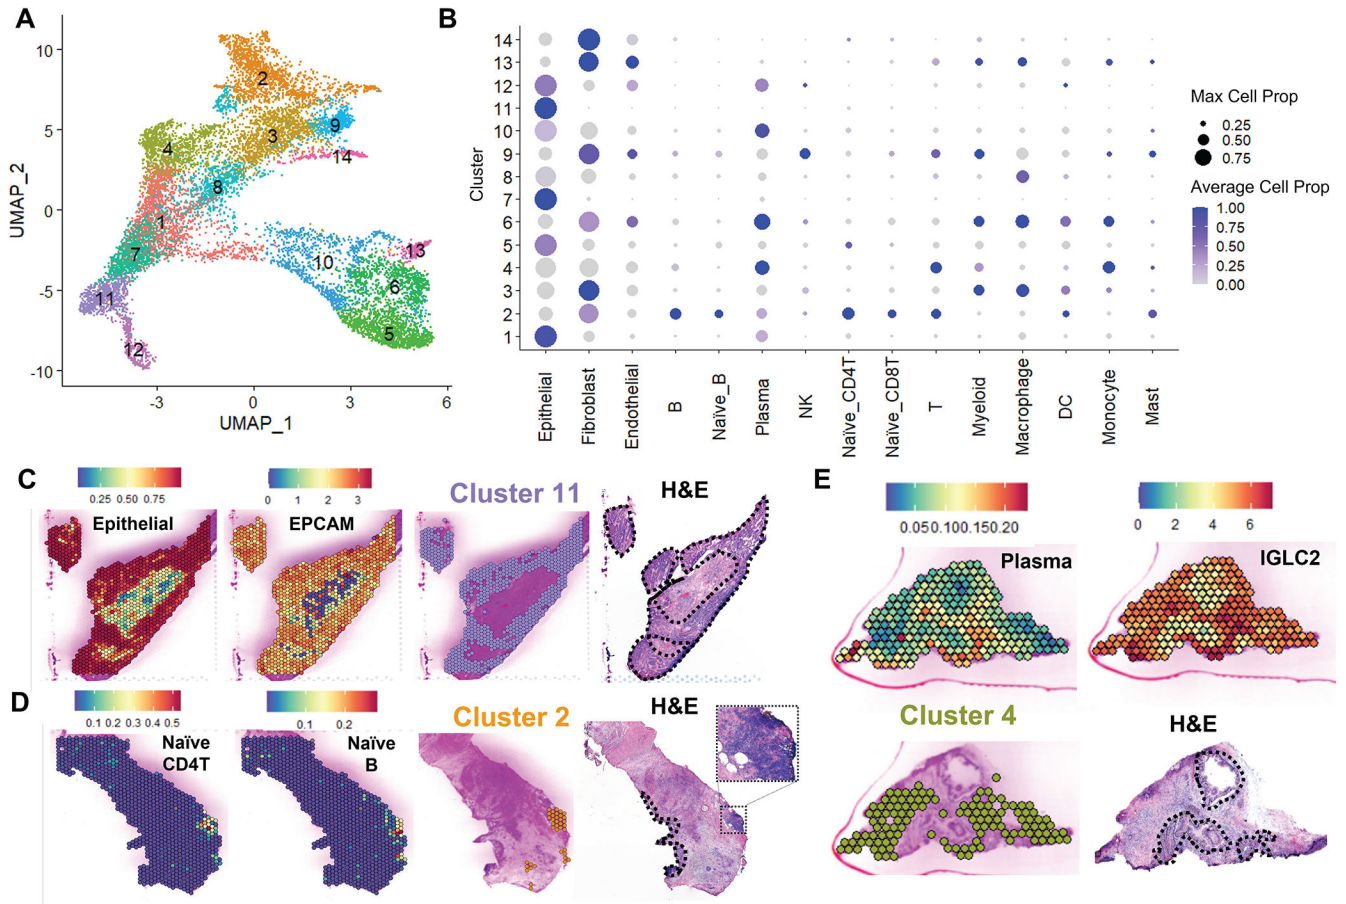 A
10
5
0
-5
-10
UMAP_2
-3
0
3
6
UMAP_1
2
3
9
4
14
8
1
7
10
13
6
11
5
12
B
Cluster
14
13
12
11
10
9
8
7
6
5
4
3
2
1
Epithelial
Fibroblast
Endothelial
B
Naïve_B
Plasma
NK
Naïve_CD4T
Naïve_CD8T
T
Myeloid
Macrophage
DC
Monocyte
Mast
Max Cell Prop
0.25
0.50
0.75
Average Cell Prop
1.00
0.75
0.50
0.25
0.00
C
0.25 0.50 0.75
Epithelial
0 1 2 3
EPCAM
Cluster 11
H&E
D
0.1 0.2 0.3 0.4 0.5
Naïve
CD4T
0.1 0.2
Naïve
B
Cluster 2
H&E
E
0.05 0.10 0.15 0.20
Plasma
0 2 4 6
IGLC2
Cluster 4
H&E